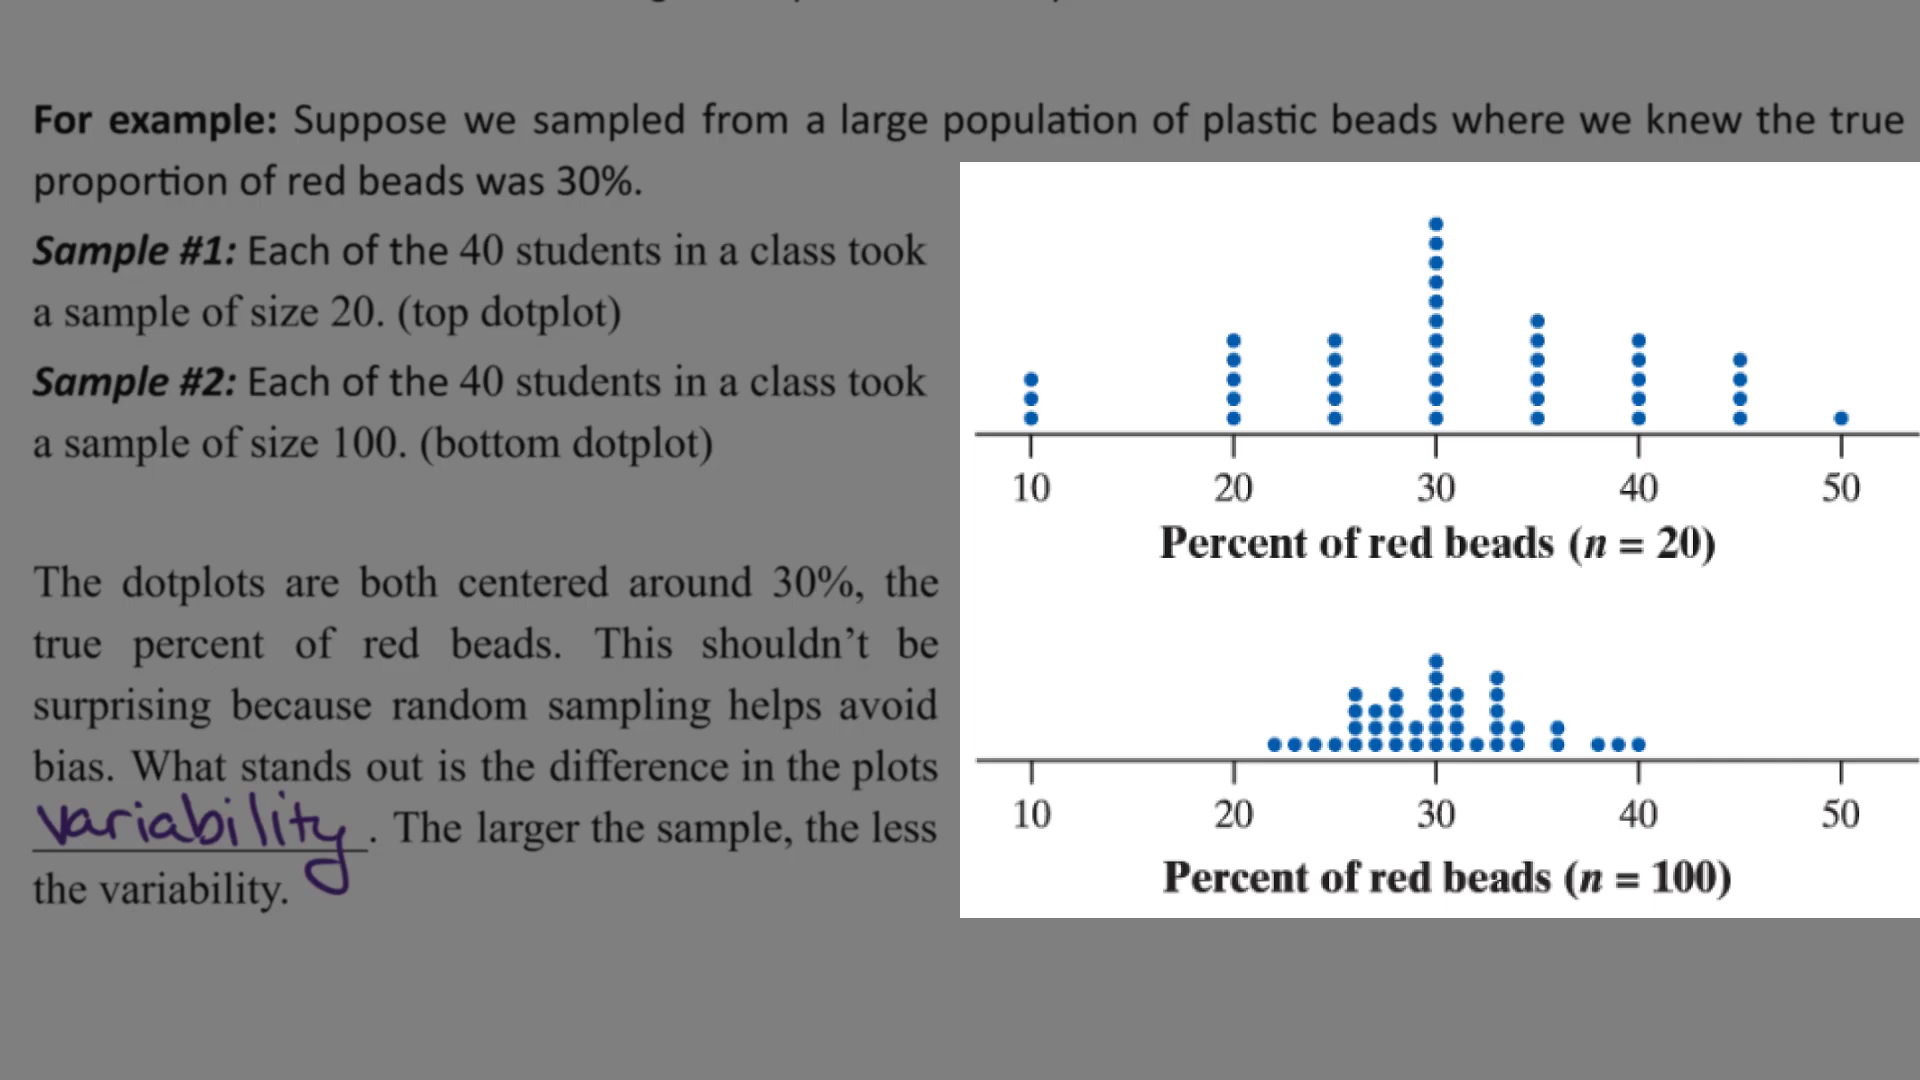 For example: Suppose we sampled from a large population of plastic beads where we knew the true
proportion of red beads was 30%.
Sample #1: Each of the 40 students in a class took
a sample of size 20. (top dotplot)
Sample #2: Each of the 40 students in a class took
a sample of size 100. (bottom dotplot)
The dotplots are both centered around 30%, the
true percent of red beads. This shouldn’t be
surprising because random sampling helps avoid
bias. What stands out is the difference in the plots
variability. The larger the sample, the less
the variability.
10 20 30 40 50
Percent of red beads (n = 20)
10 20 30 40 50
Percent of red beads (n = 100)